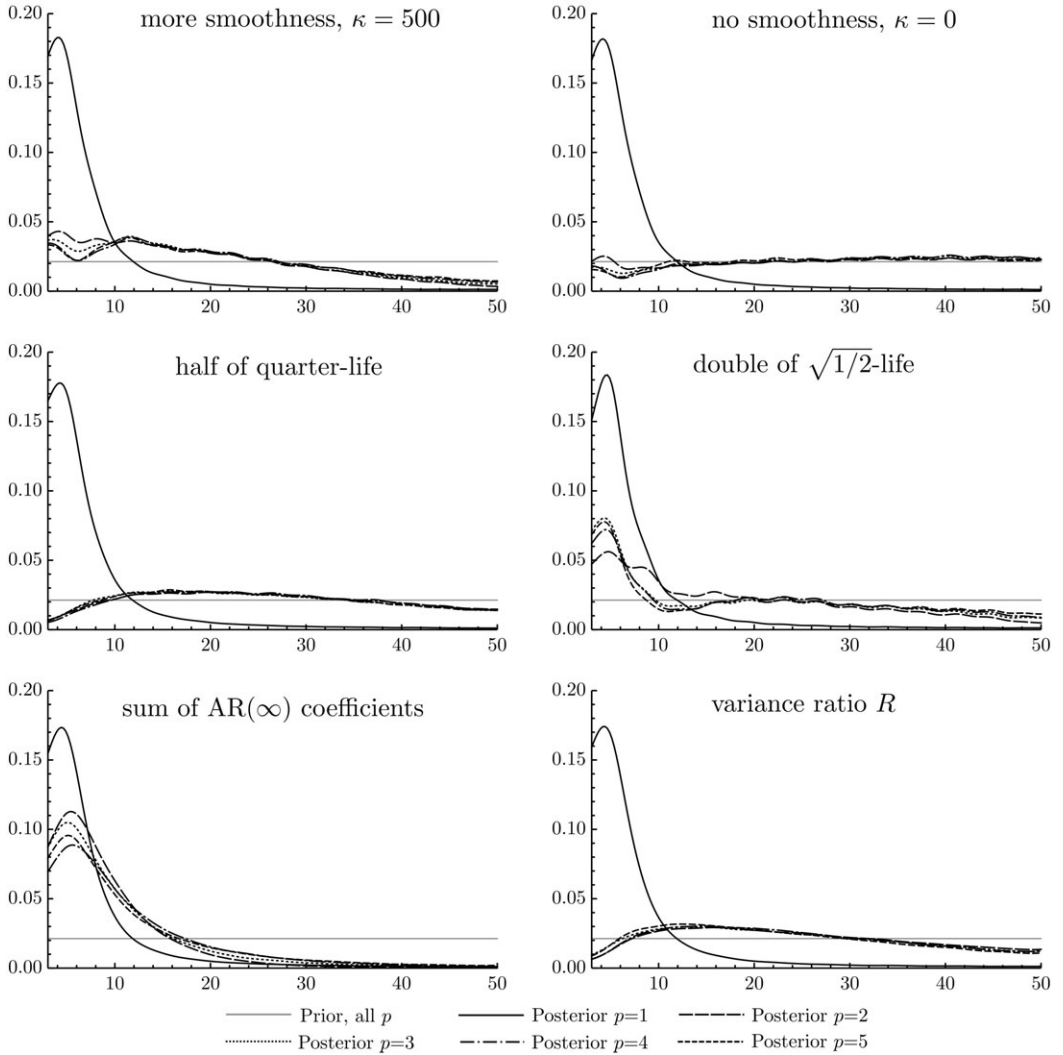 more smoothness, κ = 500
0.20
0.15
0.10
0.05
0.00
10 20 30 40 50
no smoothness, κ = 0
0.20
0.15
0.10
0.05
0.00
10 20 30 40 50
half of quarter-life
0.20
0.15
0.10
0.05
0.00
10 20 30 40 50
double of √1/2-life
0.20
0.15
0.10
0.05
0.00
10 20 30 40 50
sum of AR(∞) coefficients
0.20
0.15
0.10
0.05
0.00
10 20 30 40 50
variance ratio R
0.20
0.15
0.10
0.05
0.00
10 20 30 40 50
Prior, all p Posterior p=1 Posterior p=2
Posterior p=3 Posterior p=4 Posterior p=5